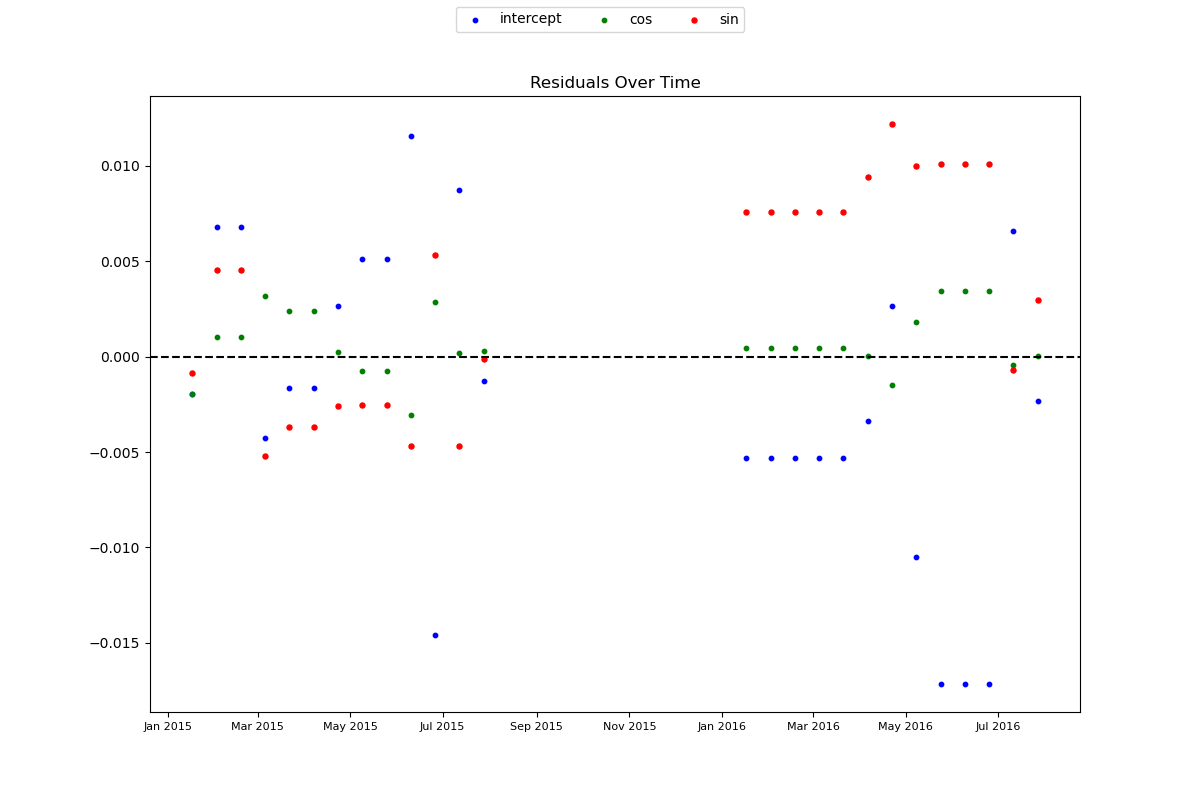 intercept cos sin
Residuals Over Time
0.010
0.005
0.000
−0.005
−0.010
−0.015
Jan 2015 Mar 2015 May 2015 Jul 2015 Sep 2015 Nov 2015 Jan 2016 Mar 2016 May 2016 Jul 2016